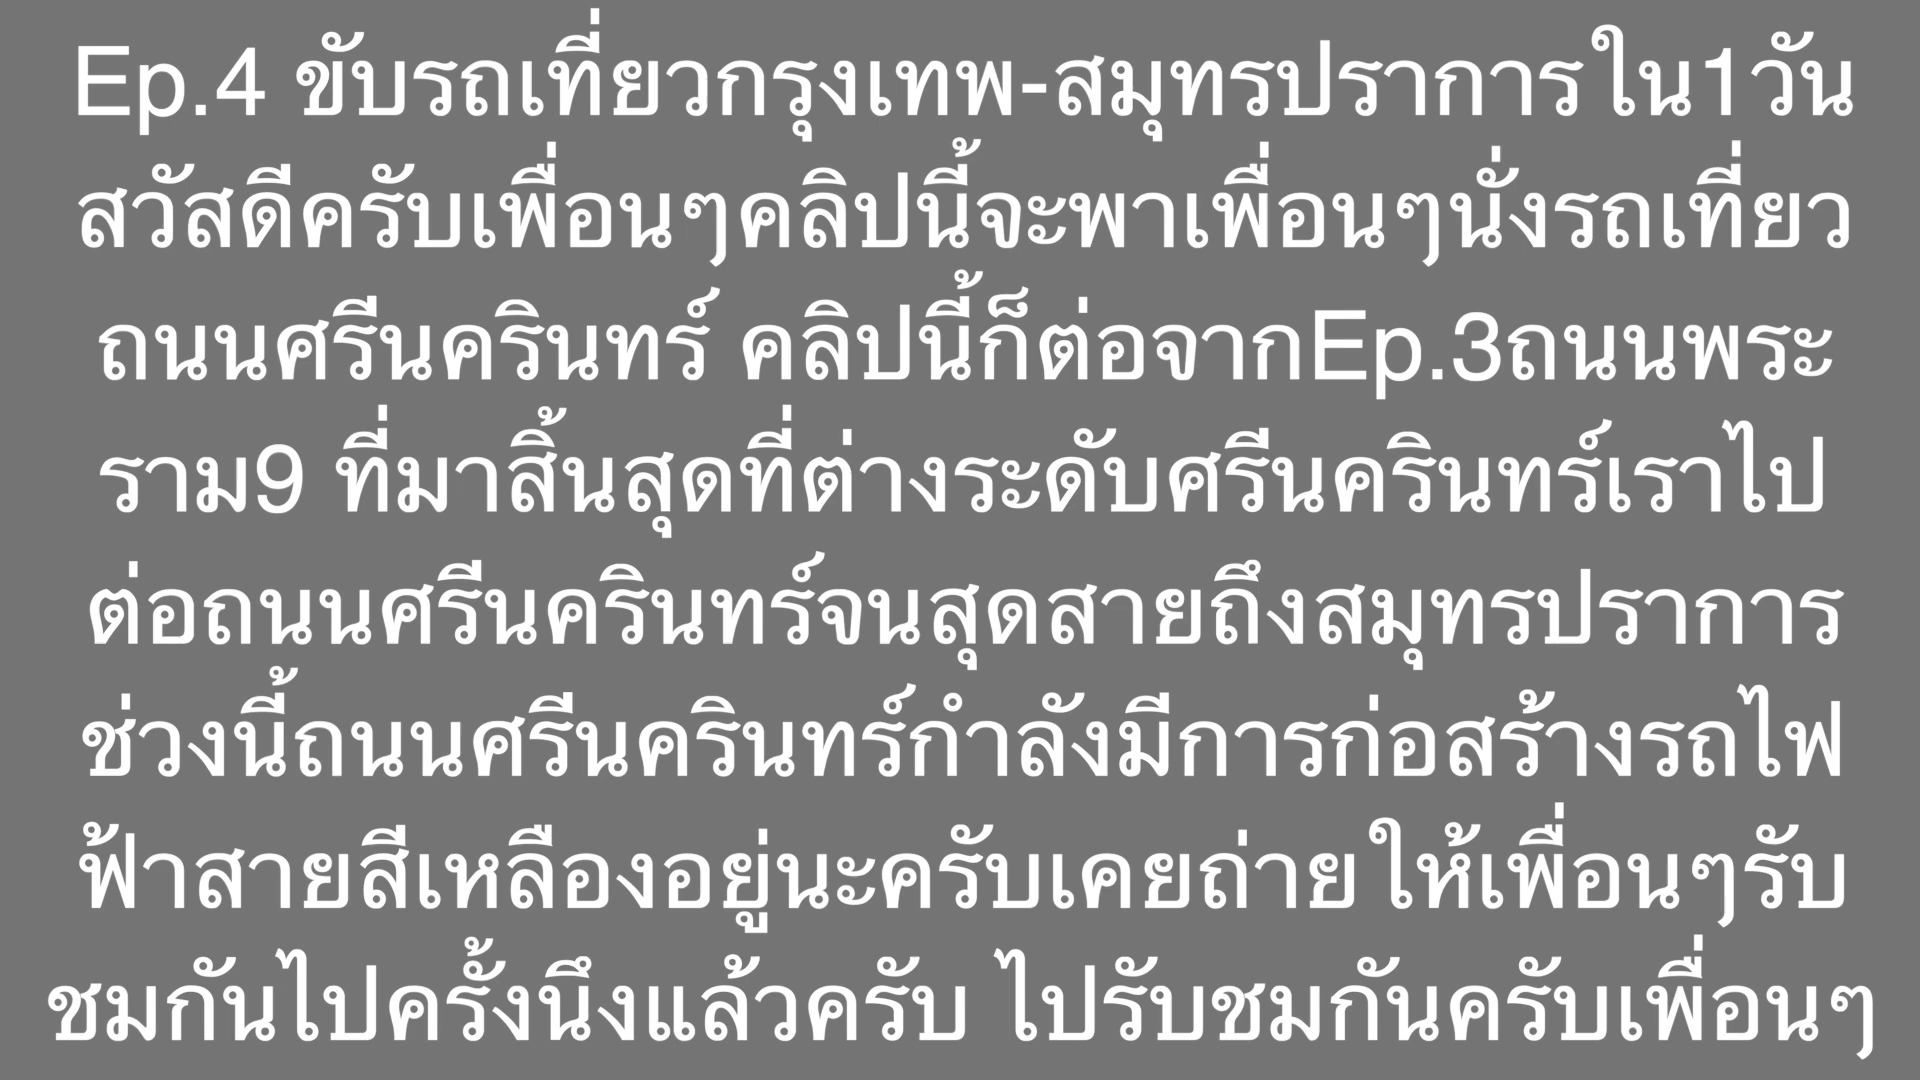 Ep.4 ขับรถเที่ยวกรุงเทพ-สมุทรปราการใน1วัน
สวัสดีครับเพื่อนๆคลิปนี้จะพาเพื่อนๆนั่งรถเที่ยว
ถนนศรีนครินทร์ คลิปนี้ก็ต่อจากEp.3ถนนพระ
ราม9 ที่มาสิ้นสุดที่ต่างระดับศรีนครินทร์เราไป
ต่อถนนศรีนครินทร์จนสุดสายถึงสมุทรปราการ
ช่วงนี้ถนนศรีนครินทร์กำลังมีการก่อสร้างรถไฟ
ฟ้าสายสีเหลืองอยู่นะครับเคยถ่ายให้เพื่อนๆรับ
ชมกันไปครั้งนึงแล้วครับ ไปรับชมกันครับเพื่อนๆ